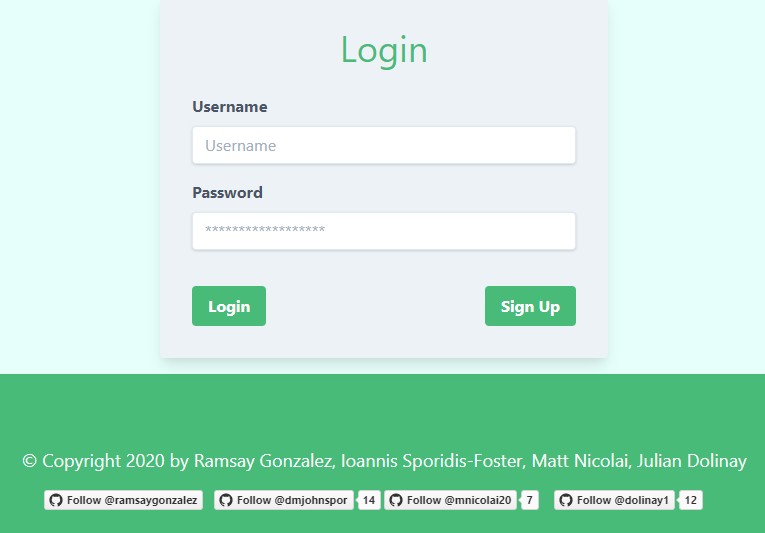 Login
Username
Username
Password
******************
Login Sign Up
© Copyright 2020 by Ramsay Gonzalez, Ioannis Sporidis-Foster, Matt Nicolai, Julian Dolinay
Follow @ramsaygonzalez Follow @dmjohnspor 14 Follow @mnicolai20 7 Follow @dolinay1 12